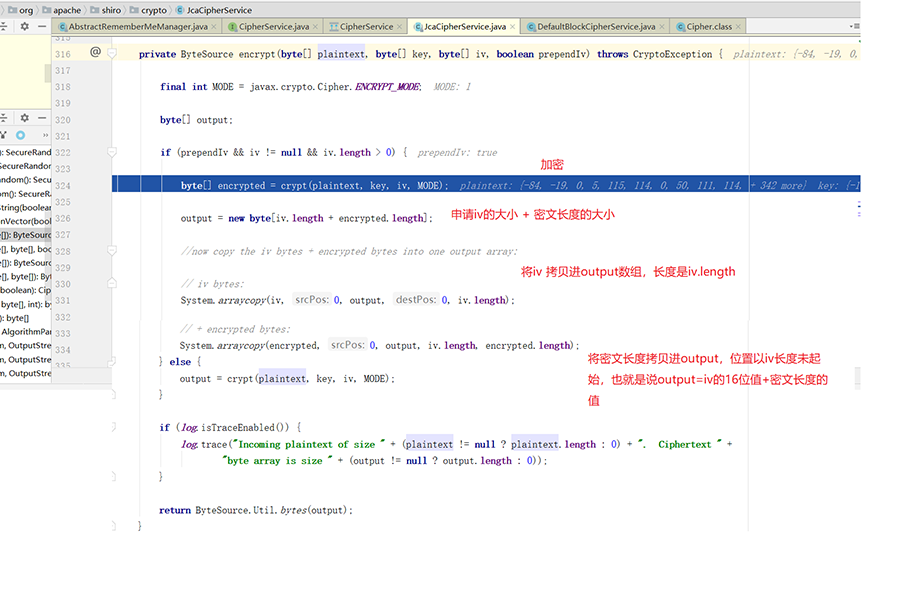 org apache shiro crypto JcaCipherService
AbstractRememberMeManager.java CipherService.java CipherService JcaCipherService.java DefaultBlockCipherService.java Cipher.class
315
316 @ private ByteSource encrypt(byte[] plaintext, byte[] key, byte[] iv, boolean prependIv) throws CryptoException { plaintext: {-84, -19, 0,
317
318 final int MODE = javax.crypto.Cipher.ENCRYPT_MODE; MODE: 1
319
320 byte[] output;
321
322 if (prependIv && iv != null && iv.length > 0) { prependIv: true
323 加密
324 byte[] encrypted = crypt(plaintext, key, iv, MODE); plaintext: {-84, -19, 0, 5, 115, 114, 0, 50, 111, 114, + 342 more} key: {-1
325
326 output = new byte[iv.length + encrypted.length]; 申请iv的大小 + 密文长度的大小
327
328 //now copy the iv bytes + encrypted bytes into one output array:
329 将iv 拷贝进output数组，长度是iv.length
330 // iv bytes:
331 System.arraycopy(iv, srcPos: 0, output, destPos: 0, iv.length);
332
333 // + encrypted bytes:
334 System.arraycopy(encrypted, srcPos: 0, output, iv.length, encrypted.length);
335 } else {
将密文长度拷贝进output，位置以iv长度未起
始，也就是说output=iv的16位值+密文长度的
值
output = crypt(plaintext, key, iv, MODE);
}
if (log.isTraceEnabled()) {
log.trace("Incoming plaintext of size " + (plaintext != null ? plaintext.length : 0) + ".  Ciphertext " +
"byte array is size " + (output != null ? output.length : 0));
}
return ByteSource.Util.bytes(output);
}
): SecureRand
SecureRandor
andom(): Secur
om(): SecureRa
String(boolean
onVector(bool
e[]): ByteSourc
e[], byte[], boo
e[]): ByteSourc
e[], byte[]): Byt
boolean): Cip
byte[], int): by
): byte[]
AlgorithmPar
m, OutputStre
m, OutputStre
m, OutputStre